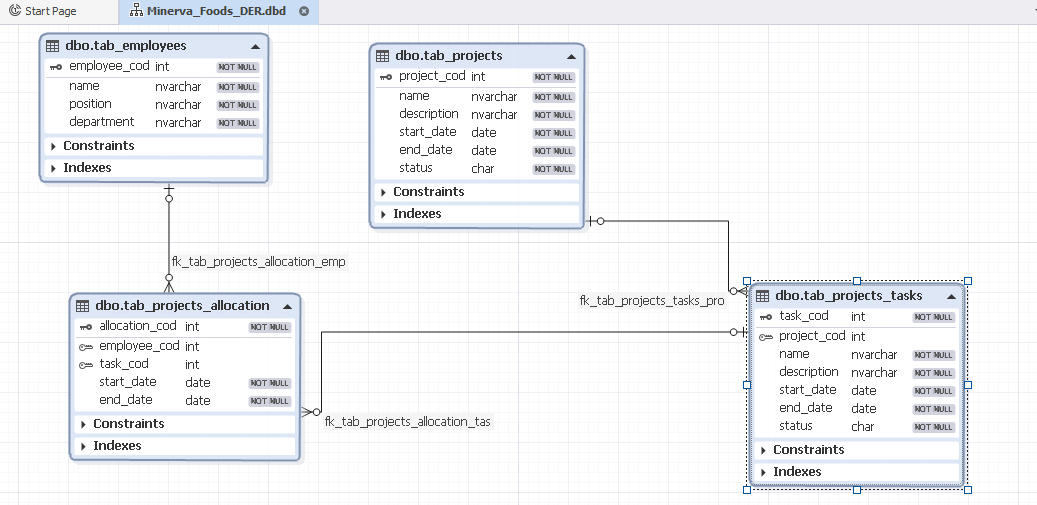 Start Page
Minerva_Foods_DER.dbd
dbo.tab_employees
employee_cod int NOT NULL
name nvarchar NOT NULL
position nvarchar NOT NULL
department nvarchar NOT NULL
Constraints
Indexes
dbo.tab_projects
project_cod int NOT NULL
name nvarchar NOT NULL
description nvarchar NOT NULL
start_date date NOT NULL
end_date date NOT NULL
status char NOT NULL
Constraints
Indexes
fk_tab_projects_allocation_emp
fk_tab_projects_tasks_pro
dbo.tab_projects_allocation
allocation_cod int NOT NULL
employee_cod int
task_cod int
start_date date NOT NULL
end_date date NOT NULL
Constraints
Indexes
fk_tab_projects_allocation_tas
dbo.tab_projects_tasks
task_cod int NOT NULL
project_cod int
name nvarchar NOT NULL
description nvarchar NOT NULL
start_date date NOT NULL
end_date date NOT NULL
status char NOT NULL
Constraints
Indexes